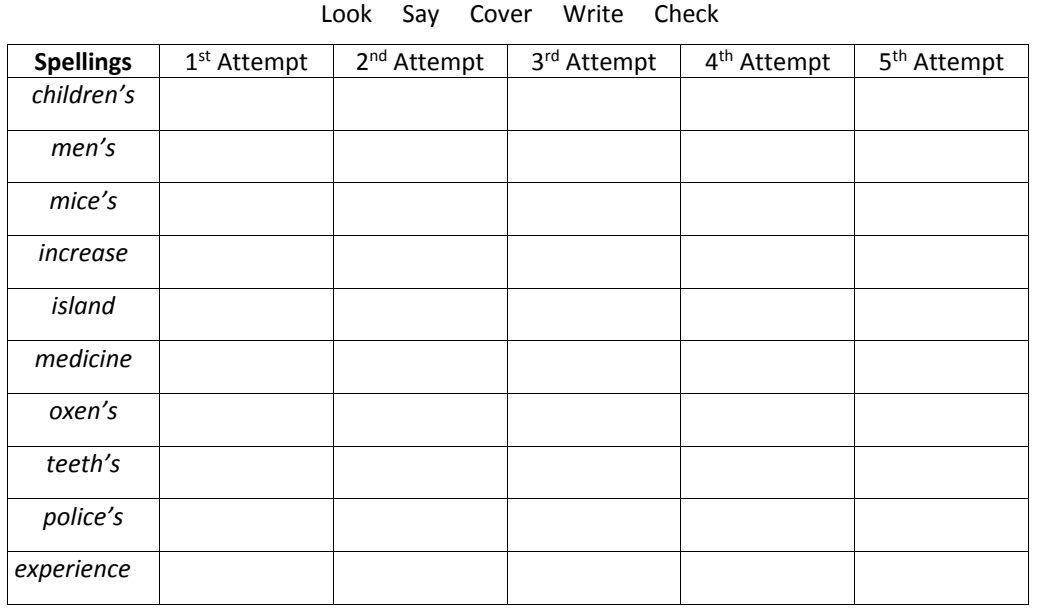 Look Say Cover Write Check
Spellings 1st Attempt 2nd Attempt 3rd Attempt 4th Attempt 5th Attempt
children’s
men’s
mice’s
increase
island
medicine
oxen’s
teeth’s
police’s
experience